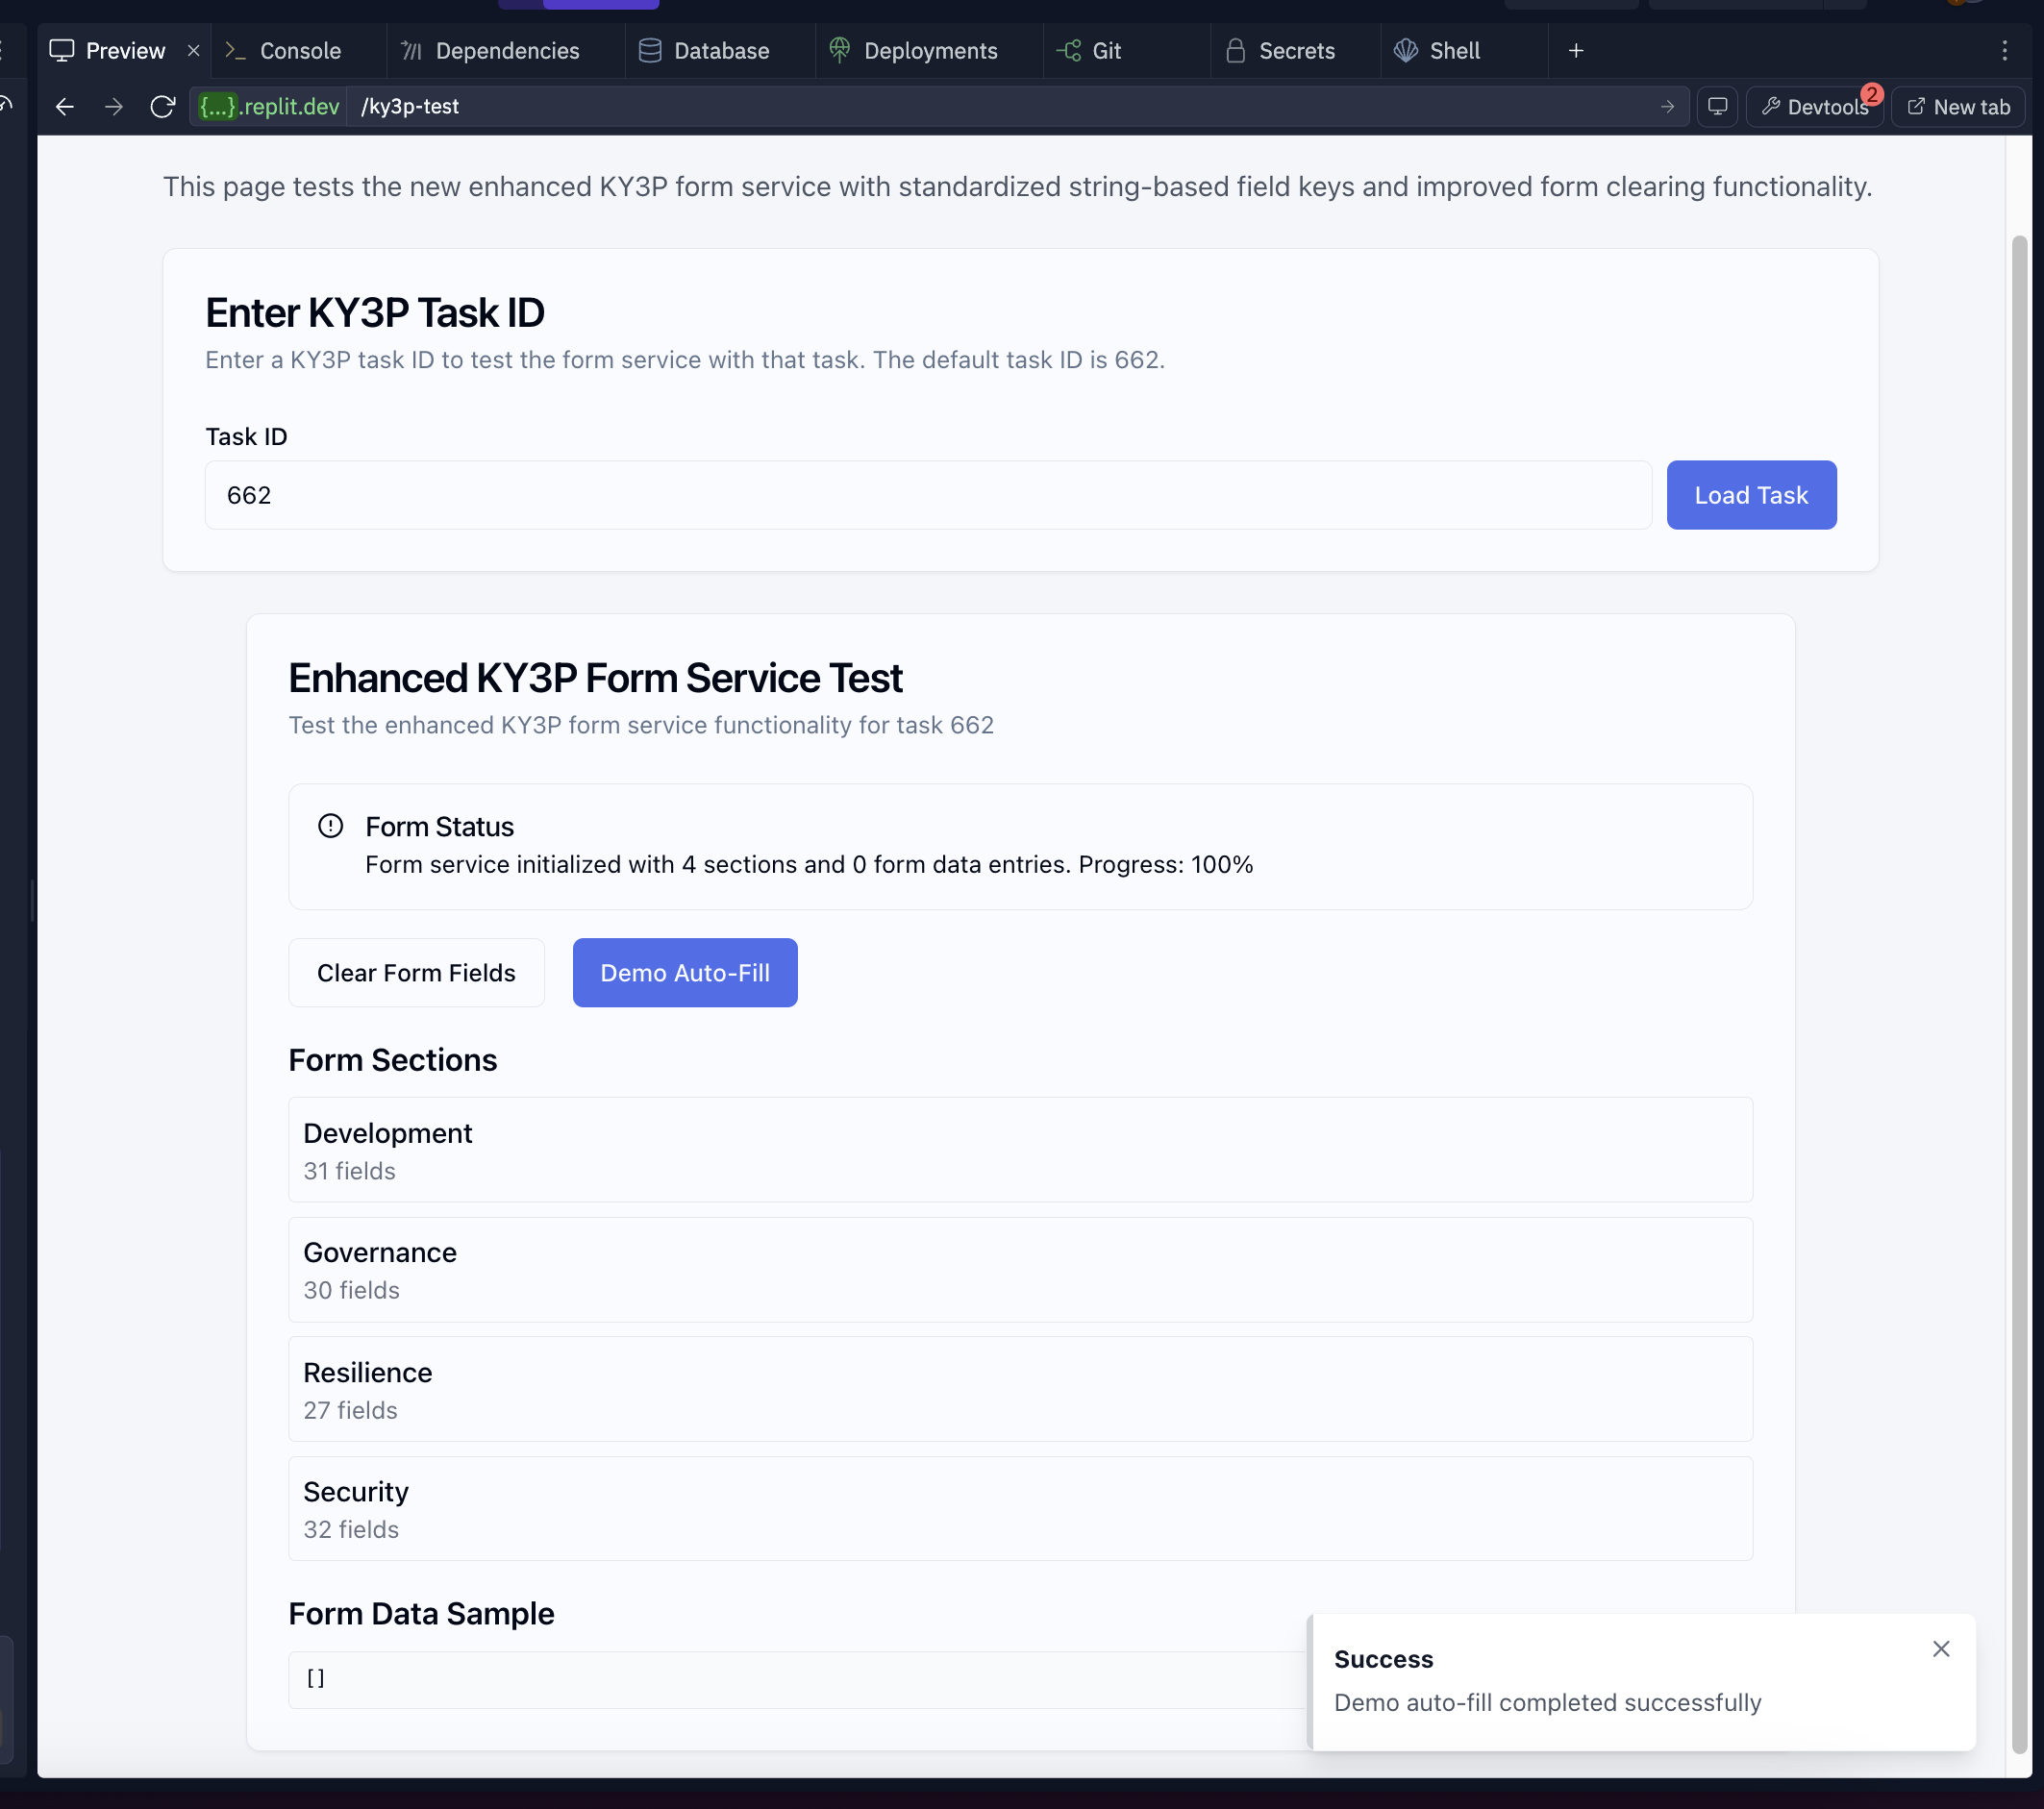 Preview
Console
Dependencies
Database
Deployments
Git
Secrets
Shell
{...}.replit.dev
/ky3p-test
Devtools
2
New tab
This page tests the new enhanced KY3P form service with standardized string-based field keys and improved form clearing functionality.
Enter KY3P Task ID
Enter a KY3P task ID to test the form service with that task. The default task ID is 662.
Task ID
662
Load Task
Enhanced KY3P Form Service Test
Test the enhanced KY3P form service functionality for task 662
Form Status
Form service initialized with 4 sections and 0 form data entries. Progress: 100%
Clear Form Fields
Demo Auto-Fill
Form Sections
Development
31 fields
Governance
30 fields
Resilience
27 fields
Security
32 fields
Form Data Sample
[]
Success
Demo auto-fill completed successfully